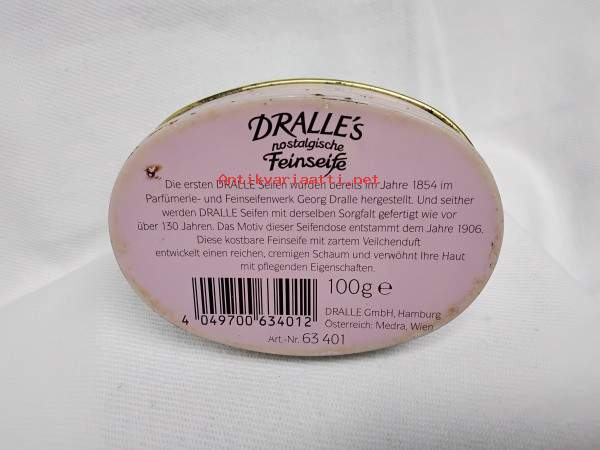 DRALLE's
nostalgische
Feinseife
Antikvariaatti.net
Die ersten DRALLE Seifen wurden bereits im Jahre 1854 im
Parfümerie- und Feinseifenwerk Georg Dralle hergestellt. Und seither
werden DRALLE Seifen mit derselben Sorgfalt gefertigt wie vor
über 130 Jahren. Das Motiv dieser Seifendose entstammt dem Jahre 1906.
Diese kostbare Feinseife mit zartem Veilchenduft
entwickelt einen reichen, cremigen Schaum und verwöhnt Ihre Haut
mit pflegenden Eigenschaften.
100g e
4 049700 634012
DRALLE GmbH, Hamburg
Österreich: Medra, Wien
Art.-Nr. 63 401